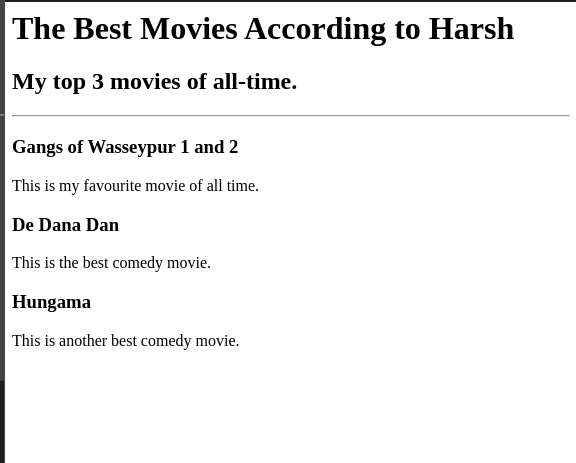 The Best Movies According to Harsh
My top 3 movies of all-time.
Gangs of Wasseypur 1 and 2
This is my favourite movie of all time.
De Dana Dan
This is the best comedy movie.
Hungama
This is another best comedy movie.